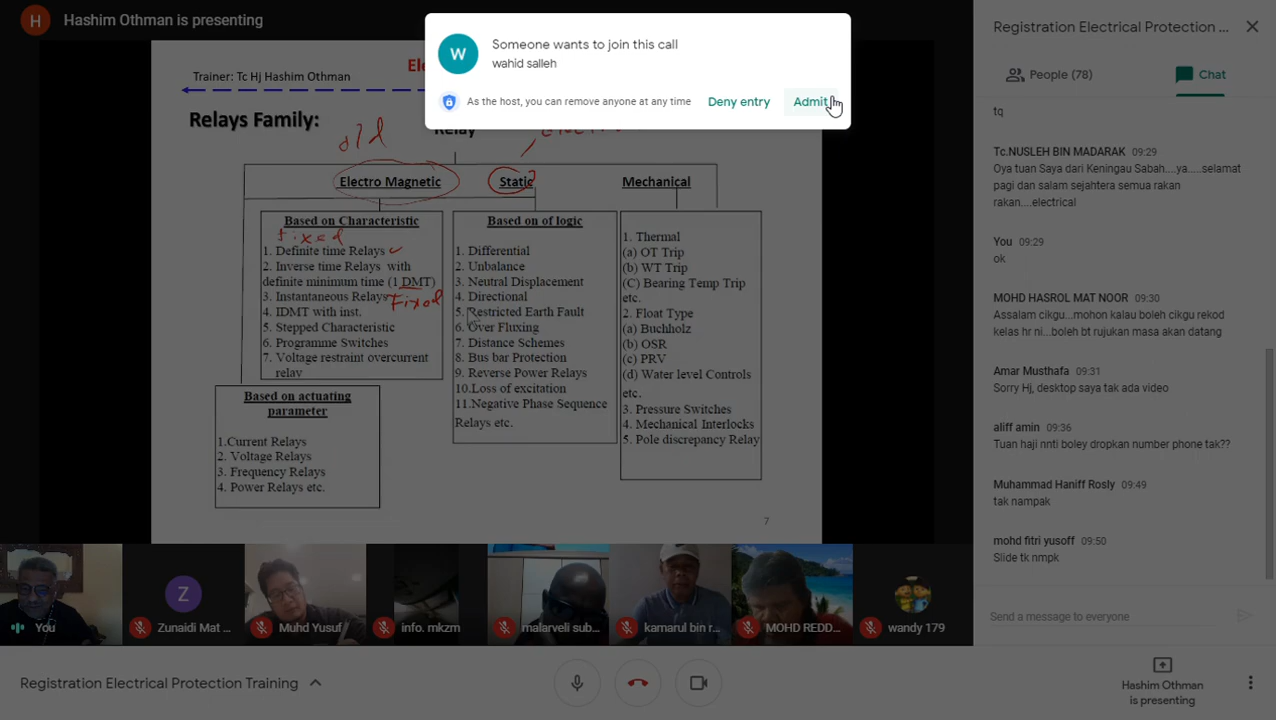 H
Hashim Othman is presenting
W
Someone wants to join this call
wahid salleh
As the host, you can remove anyone at any time
Deny entry
Admit
Trainer: Tc Hj Hashim Othman
Relays Family:
Relay
old
Electro Magnetic
Static
Mechanical
Based on Characteristic
fixed
1. Definite time Relays
2. Inverse time Relays with
definite minimum time (1 DMT)
3. Instantaneous Relays
Fixed
4. IDMT with inst.
5. Stepped Characteristic
6. Programme Switches
7. Voltage restraint overcurrent
relay
Based on actuating
parameter
1.Current Relays
2. Voltage Relays
3. Frequency Relays
4. Power Relays etc.
Based on of logic
1. Differential
2. Unbalance
3. Neutral Displacement
4. Directional
5. Restricted Earth Fault
6. Over Fluxing
7. Distance Schemes
8. Bus bar Protection
9. Reverse Power Relays
10.Loss of excitation
11.Negative Phase Sequence
Relays etc.
1. Thermal
(a) OT Trip
(b) WT Trip
(C) Bearing Temp Trip
etc.
2. Float Type
(a) Buchholz
(b) OSR
(c) PRV
(d) Water level Controls
etc.
3. Pressure Switches
4. Mechanical Interlocks
5. Pole discrepancy Relay
7
You
Z
Zunaidi Mat ...
Muhd Yusuf
info. mkzm
malarveli sub...
kamarul bin r...
MOHD REDD...
wandy 179
Registration Electrical Protection Training
Hashim Othman
is presenting
Registration Electrical Protection ...
People (78)
Chat
tq
Tc.NUSLEH BIN MADARAK 09:29
Oya tuan Saya dari Keningau Sabah....ya.....selamat
pagi dan salam sejahtera semua rakan
rakan....electrical
You 09:29
ok
MOHD HASROL MAT NOOR 09:30
Assalam cikgu...mohon kalau boleh cikgu rekod
kelas hr ni...boleh bt rujukan masa akan datang
Amar Musthafa 09:31
Sorry Hj, desktop saya tak ada video
aliff amin 09:36
Tuan haji nnti boley dropkan number phone tak??
Muhammad Haniff Rosly 09:49
tak nampak
mohd fitri yusoff 09:50
Slide tk nmpk
Send a message to everyone